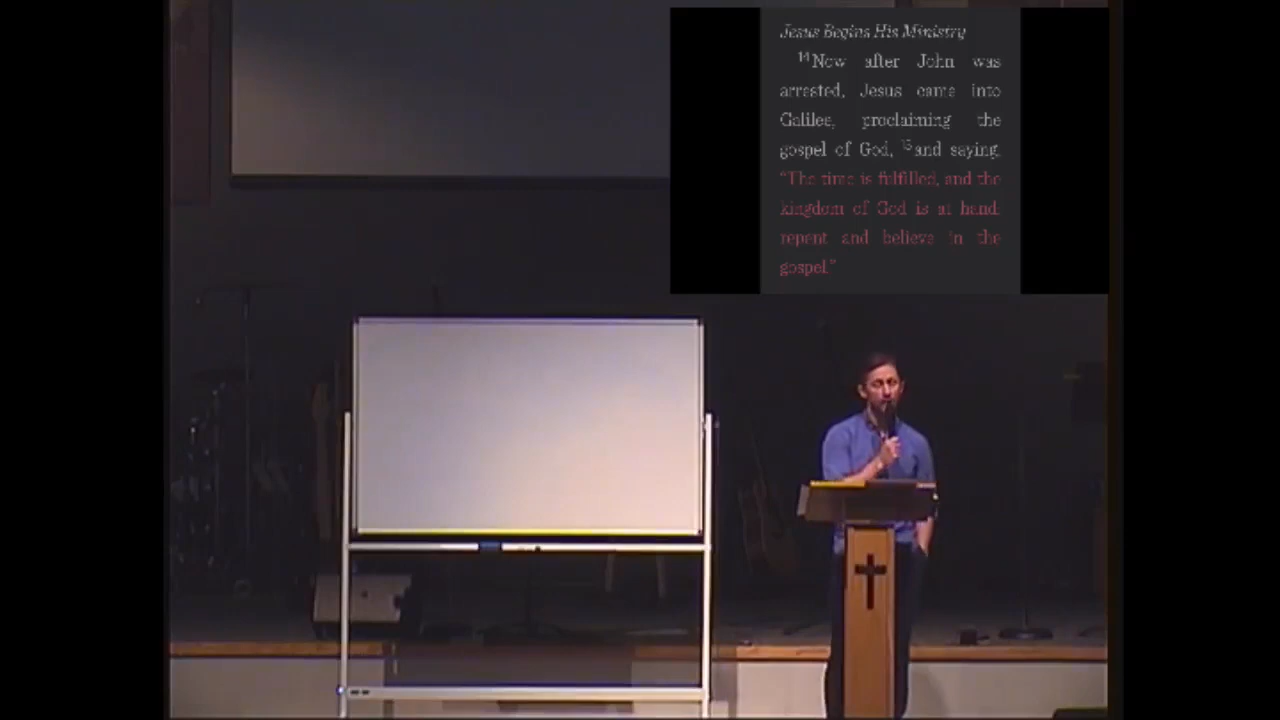 Jesus Begins His Ministry
14Now after John was
arrested, Jesus came into
Galilee, proclaiming the
gospel of God, 15and saying,
“The time is fulfilled, and the
kingdom of God is at hand;
repent and believe in the
gospel.”